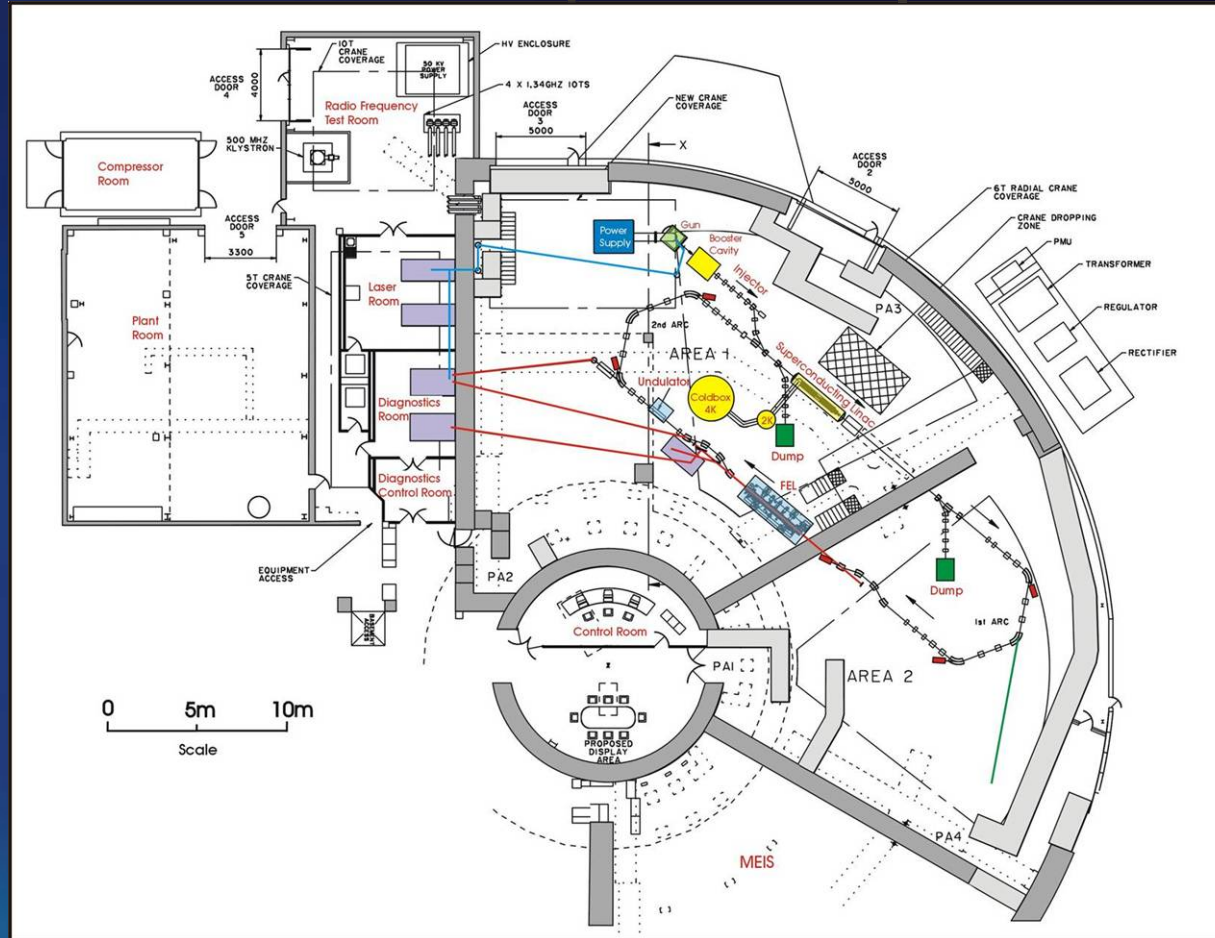 10T
CRANE
COVERAGE
HV ENCLOSURE
50 KV
POWER
SUPPLY
ACCESS
DOOR
4
4000
4 X 1.34GHZ IOTS
Radio Frequency
Test Room
ACCESS
DOOR
3
5000
NEW CRANE
COVERAGE
X
500 MHZ
KLYSTRON
Compressor
Room
ACCESS
DOOR
2
5000
6T RADIAL CRANE
COVERAGE
CRANE DROPPING
ZONE
PMU
TRANSFORMER
REGULATOR
RECTIFIER
ACCESS
DOOR
5
3300
5T CRANE
COVERAGE
Power
Supply
Gun
Booster
Cavity
Injector
PA3
Laser
Room
Plant
Room
2nd ARC
AREA 1
Superconducting Linac
Undulator
Coldbox
4K
2K
Diagnostics
Room
Dump
Diagnostics
Control Room
FEL
EQUIPMENT
ACCESS
PA2
Dump
BASEMENT
ACCESS
Control Room
1st ARC
PA1
AREA 2
0 5m 10m
Scale
PROPOSED
DISPLAY
AREA
PA4
MEIS